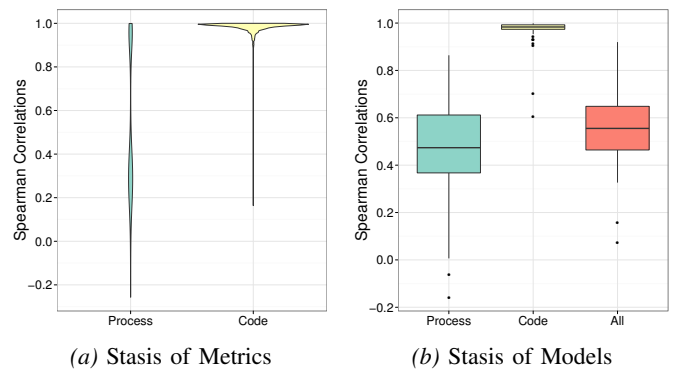 Spearman Correlations
1.0
0.8
0.6
0.4
0.2
0.0
−0.2
Process Code
(a) Stasis of Metrics
Spearman Correlations
1.0
0.8
0.6
0.4
0.2
0.0
−0.2
Process Code All
(b) Stasis of Models